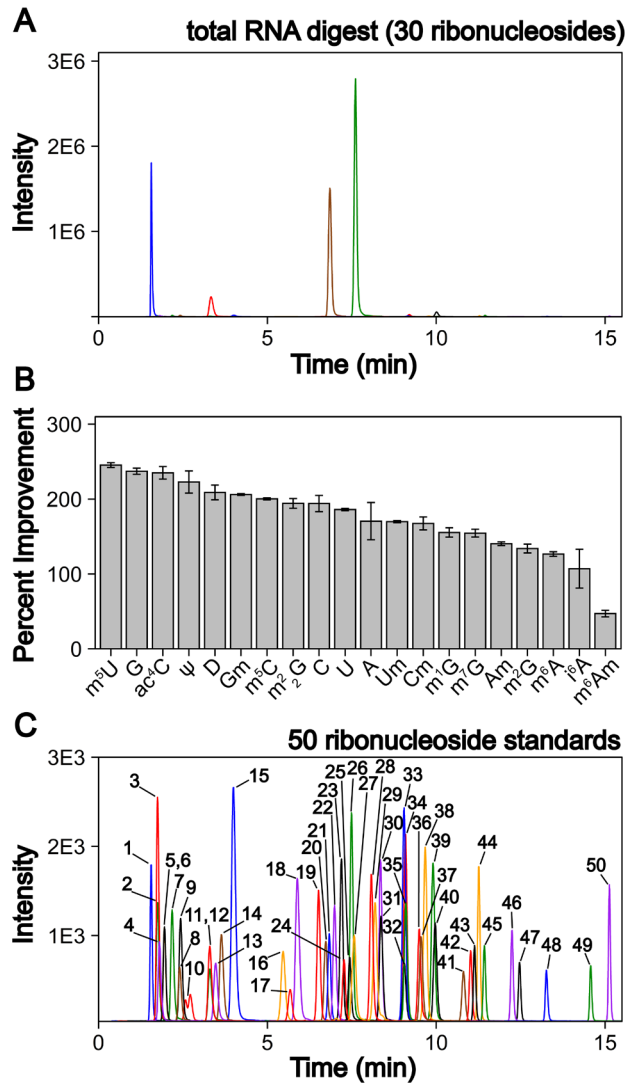 A
total RNA digest (30 ribonucleosides)
3E6
2E6
1E6
Intensity
0 5 10 15
Time (min)
B
300
200
100
0
Percent Improvement
m⁵U G ac⁴C Ψ D Gm m⁵C m²₂G C U A Um Cm m¹G m⁷G Am m²G m⁶A i⁶A m⁶Am
C
50 ribonucleoside standards
3E3
2E3
1E3
Intensity
1 2 3 4 5,6 7 8 9 10 11,12 13 14 15 16 17 18 19 20 21 22 23 24 25 26 27 28 29 30 31 32 33 34 35 36 37 38 39 40 41 42 43 44 45 46 47 48 49 50
0 5 10 15
Time (min)